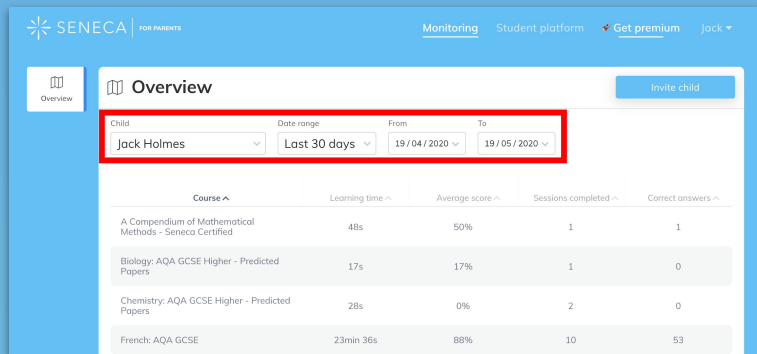 SENECA FOR PARENTS
Monitoring Student platform Get premium Jack
Overview
Overview
Invite child
Child Date range From To
Jack Holmes Last 30 days 19 / 04 / 2020 19 / 05 / 2020
Course Learning time Average score Sessions completed Correct answers
A Compendium of Mathematical
Methods - Seneca Certified
48s 50% 1 1
Biology: AQA GCSE Higher - Predicted
Papers
17s 17% 1 0
Chemistry: AQA GCSE Higher - Predicted
Papers
28s 0% 2 0
French: AQA GCSE 23min 36s 88% 10 53